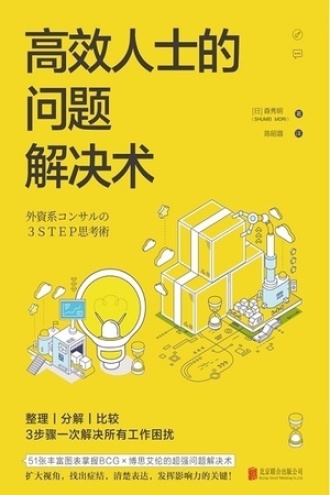 高效人士的
问题
解决术
[日] 森秀明 著
(SHUMEI MORI)
陈昭蓉 译
外資系コンサルの
3STEP思考術
整理 | 分解 | 比较
3步骤一次解决所有工作困扰
51张丰富图表掌握BCG×博思艾伦的超强问题解决术
扩大视角，找出症结，清楚表达，发挥影响力的关键！
北京联合出版公司